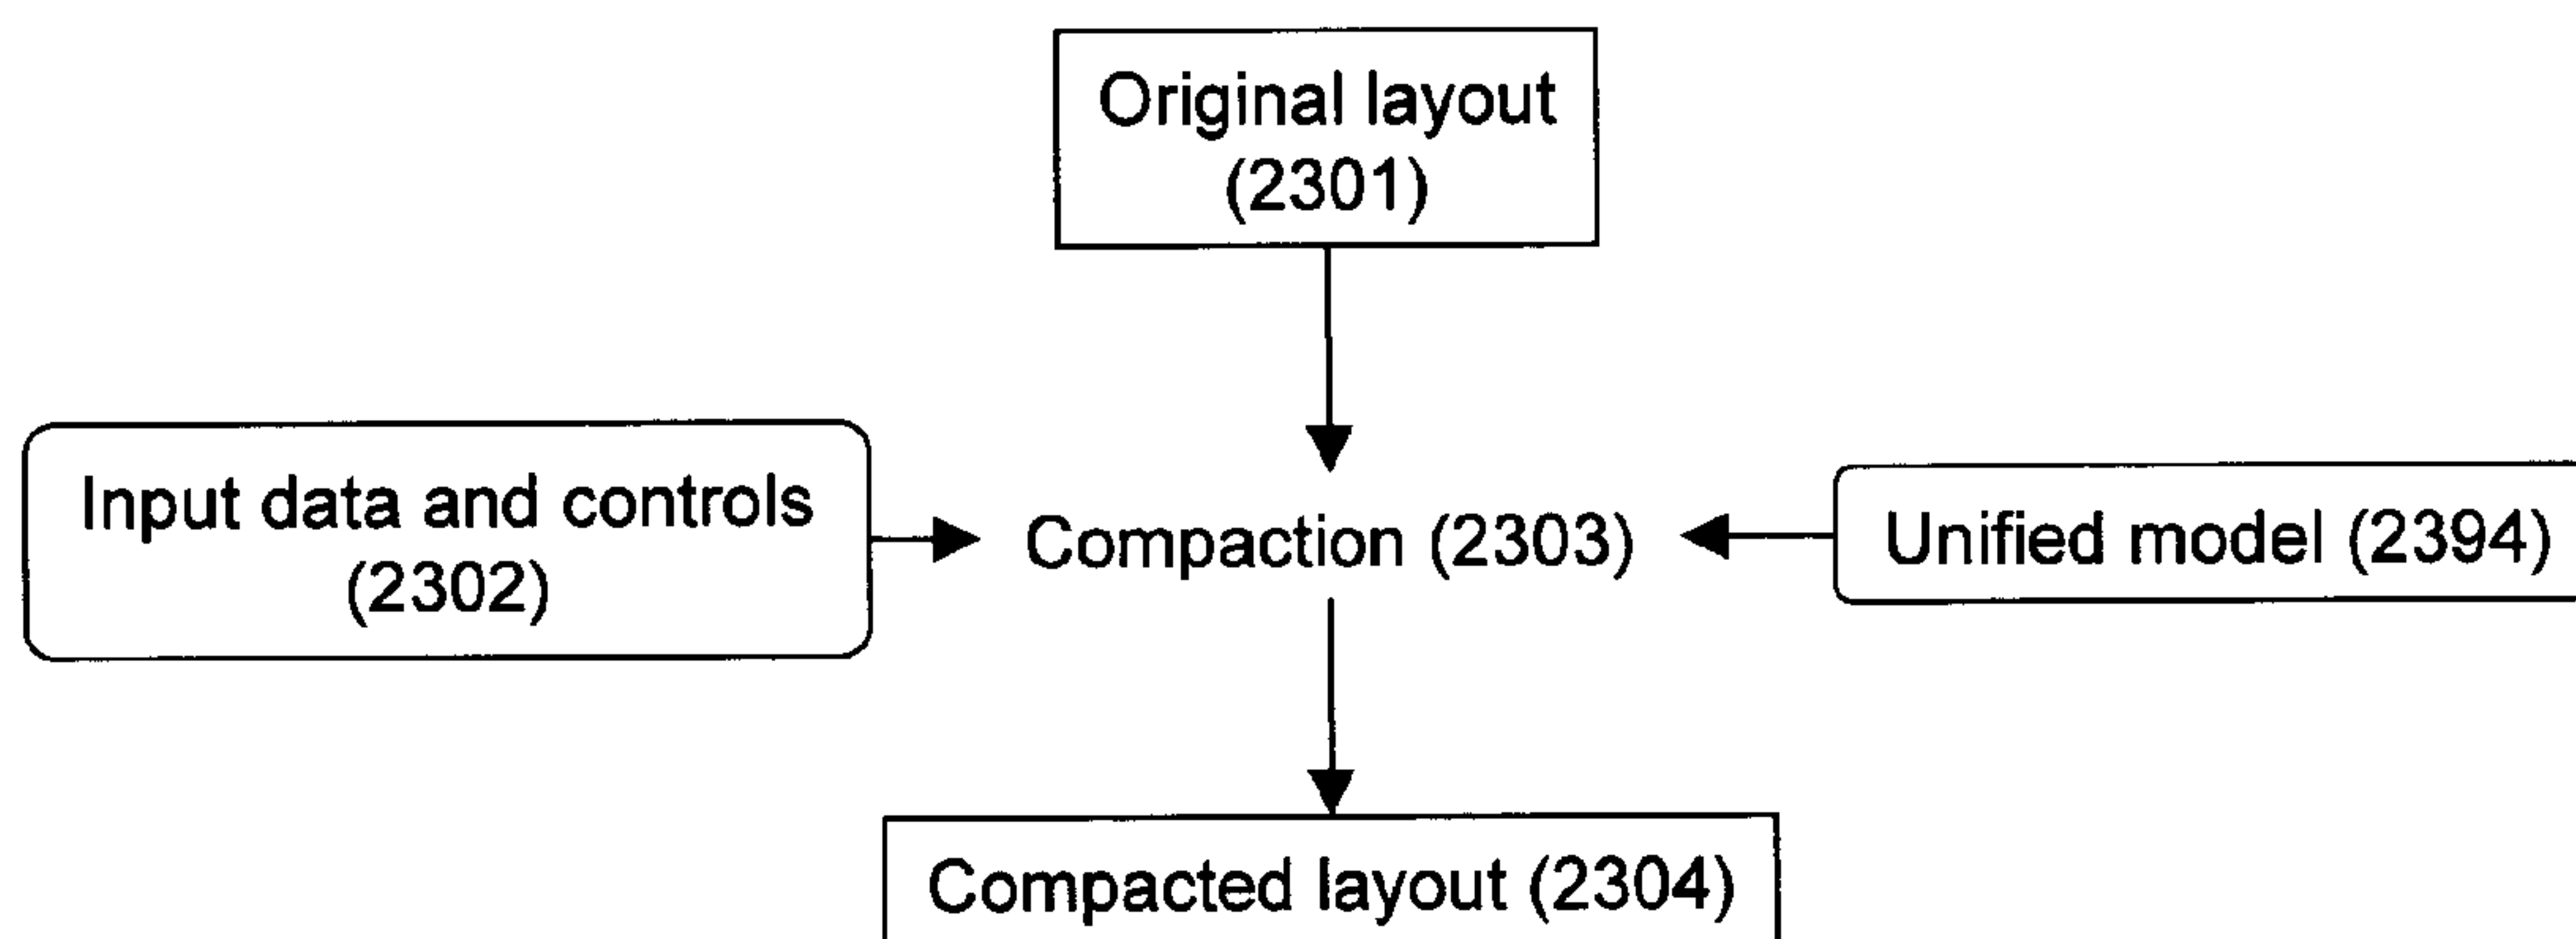 Original layout
(2301)
Input data and controls
(2302)
Compaction (2303)
Unified model (2394)
Compacted layout (2304)